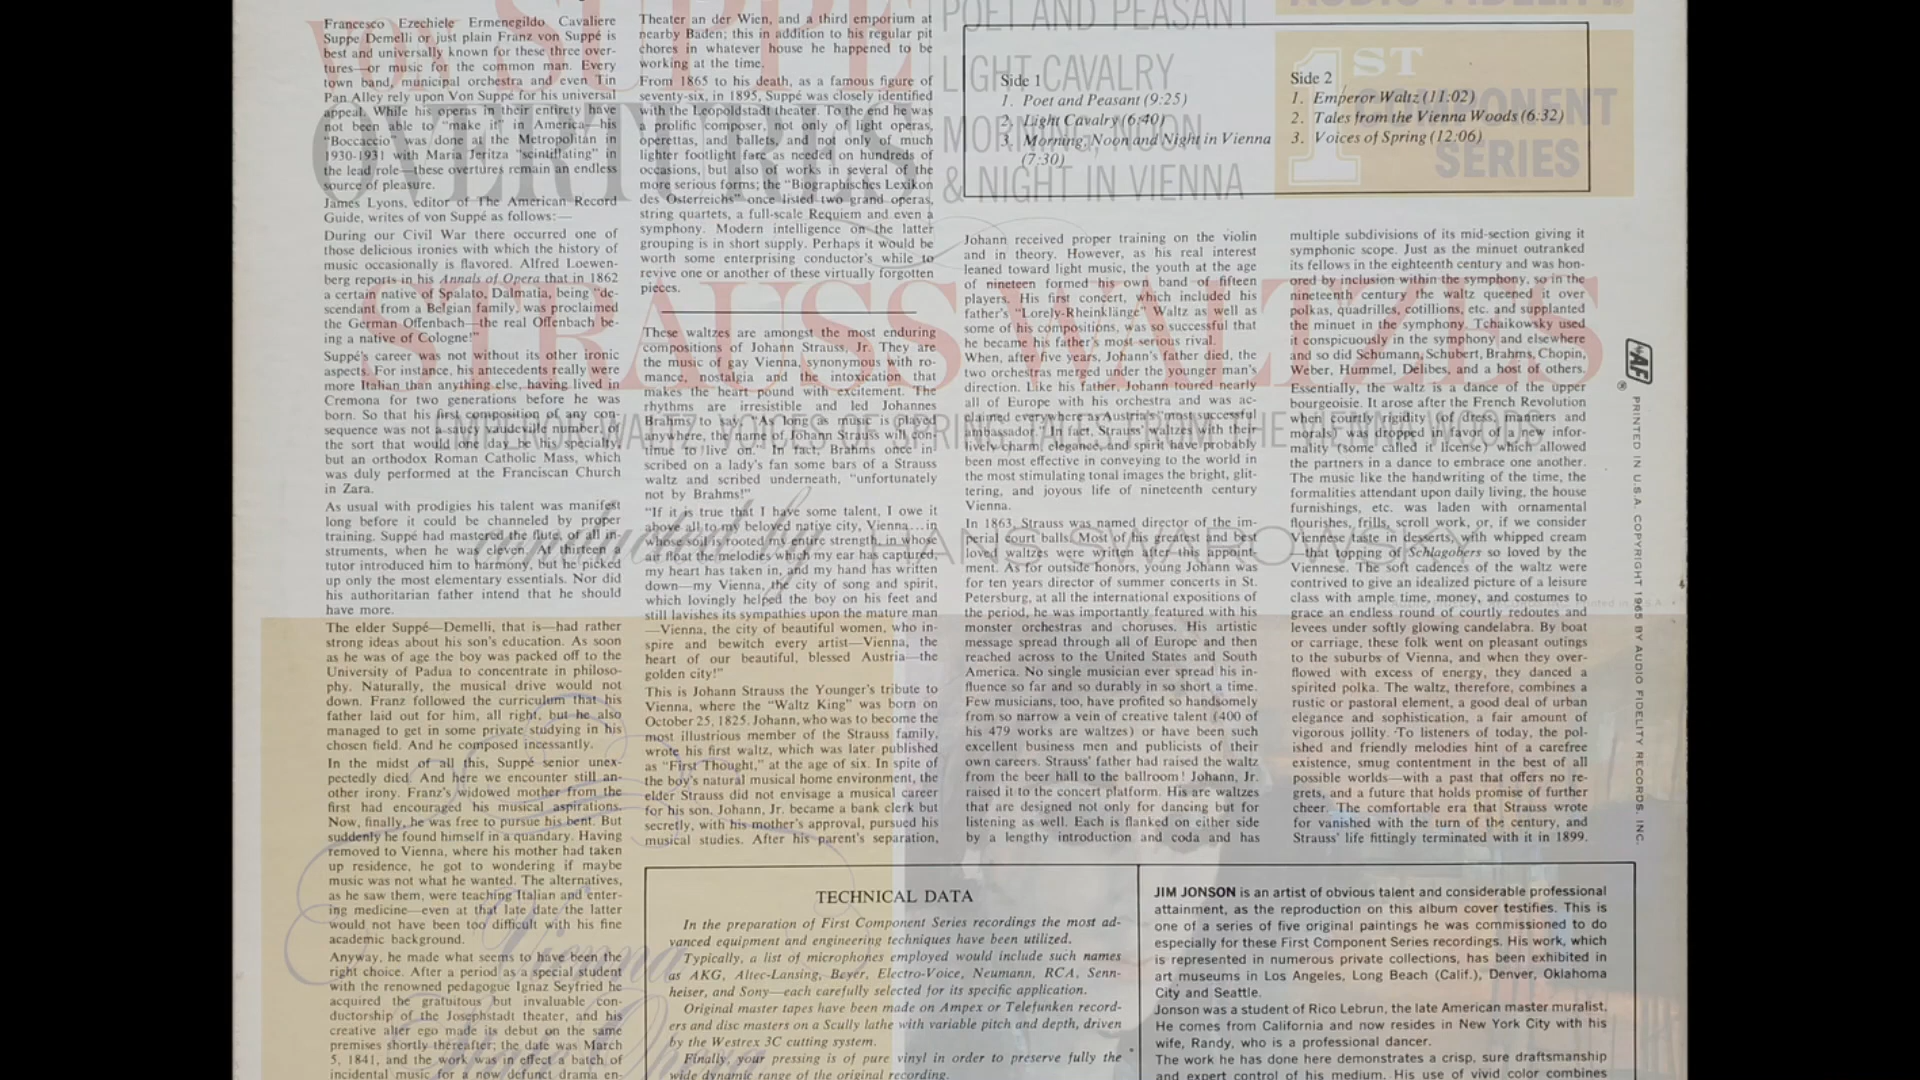 Francesco Ezechiele Ermenegildo Cavaliere
Suppe Demelli or just plain Franz von Suppé is
best and universally known for these three over-
tures—or music for the common man. Every
town band, municipal orchestra and even Tin
Pan Alley rely upon Von Suppé for his universal
appeal. While his operas in their entirety have
not been able to "make it" in America—his
"Boccaccio" was done at the Metropolitan in
1930-1931 with Maria Jeritza "scintillating" in
the lead role—these overtures remain an endless
source of pleasure.
James Lyons, editor of The American Record
Guide, writes of von Suppé as follows:—
During our Civil War there occurred one of
those delicious ironies with which the history of
music occasionally is flavored. Alfred Loewen-
berg reports in his Annals of Opera that in 1862
a certain native of Spalato, Dalmatia, being "de-
scendant from a Belgian family, was proclaimed
the German Offenbach—the real Offenbach be-
ing a native of Cologne!"
Suppé's career was not without its other ironic
aspects. For instance, his antecedents really were
more Italian than anything else, having lived in
Cremona for two generations before he was
born. So that his first composition of any con-
sequence was not a saucy vaudeville number, of
the sort that would one day be his specialty,
but an orthodox Roman Catholic Mass, which
was duly performed at the Franciscan Church
in Zara.
As usual with prodigies his talent was manifest
long before it could be channeled by proper
training. Suppé had mastered the flute, of all in-
struments, when he was eleven. At thirteen a
tutor introduced him to harmony, but he picked
up only the most elementary essentials. Nor did
his authoritarian father intend that he should
have more.
The elder Suppé—Demelli, that is—had rather
strong ideas about his son's education. As soon
as he was of age the boy was packed off to the
University of Padua to concentrate in philoso-
phy. Naturally, the musical drive would not
down. Franz followed the curriculum that his
father laid out for him, all right, but he also
managed to get in some private studying in his
chosen field. And he composed incessantly.
In the midst of all this, Suppé senior unex-
pectedly died. And here we encounter still an-
other irony. Franz's widowed mother from the
first had encouraged his musical aspirations.
Now, finally, he was free to pursue his bent. But
suddenly he found himself in a quandary. Having
removed to Vienna, where his mother had taken
up residence, he got to wondering if maybe
music was not what he wanted. The alternatives,
as he saw them, were teaching Italian and enter-
ing medicine—even at that late date the latter
would not have been too difficult with his fine
academic background.
Anyway, he made what seems to have been the
right choice. After a period as a special student
with the renowned pedagogue Ignaz Seyfried he
acquired the gratuitous but invaluable con-
ductorship of the Josephstadt theater, and his
creative alter ego made its debut on the same
premises shortly thereafter; the date was March
5, 1841, and the work was in effect a batch of
incidental music for a now defunct drama en-
Theater an der Wien, and a third emporium at
nearby Baden; this in addition to his regular pit
chores in whatever house he happened to be
working at the time.
From 1865 to his death, as a famous figure of
seventy-six, in 1895, Suppé was closely identified
with the Leopoldstadt theater. To the end he was
a prolific composer, not only of light operas,
operettas, and ballets, and not only of much
lighter footlight fare as needed on hundreds of
occasions, but also of works in several of the
more serious forms; the "Biographisches Lexikon
des Osterreichs" once listed two grand operas,
string quartets, a full-scale Requiem and even a
symphony. Modern intelligence on the latter
grouping is in short supply. Perhaps it would be
worth some enterprising conductor's while to
revive one or another of these virtually forgotten
pieces.
These waltzes are amongst the most enduring
compositions of Johann Strauss, Jr. They are
the music of gay Vienna, synonymous with ro-
mance, nostalgia and the intoxication that
makes the heart pound with excitement. The
rhythms are irresistible and led Johannes
Brahms to say, "As long as music is played
anywhere, the name of Johann Strauss will con-
tinue to live on." In fact, Brahms once in-
scribed on a lady's fan some bars of a Strauss
waltz and scribed underneath, "unfortunately
not by Brahms!"
"If it is true that I have some talent, I owe it
above all to my beloved native city, Vienna...in
whose soil is rooted my entire strength, in whose
air float the melodies which my ear has captured,
my heart has taken in, and my hand has written
down—my Vienna, the city of song and spirit,
which lovingly helped the boy on his feet and
still lavishes its sympathies upon the mature man
—Vienna, the city of beautiful women, who in-
spire and bewitch every artist—Vienna, the
heart of our beautiful, blessed Austria—the
golden city!"
This is Johann Strauss the Younger's tribute to
Vienna, where the "Waltz King" was born on
October 25, 1825. Johann, who was to become the
most illustrious member of the Strauss family,
wrote his first waltz, which was later published
as "First Thought," at the age of six. In spite of
the boy's natural musical home environment, the
elder Strauss did not envisage a musical career
for his son. Johann, Jr. became a bank clerk but
secretly, with his mother's approval, pursued his
musical studies. After his parent's separation,
Side 1
1. Poet and Peasant (9:25)
2. Light Cavalry (6:40)
3. Morning, Noon and Night in Vienna
(7:30)
Side 2
1. Emperor Waltz (11:02)
2. Tales from the Vienna Woods (6:32)
3. Voices of Spring (12:06)
Johann received proper training on the violin
and in theory. However, as his real interest
leaned toward light music, the youth at the age
of nineteen formed his own band of fifteen
players. His first concert, which included his
father's "Lorely-Rheinklänge" Waltz as well as
some of his compositions, was so successful that
he became his father's most serious rival.
When, after five years, Johann's father died, the
two orchestras merged under the younger man's
direction. Like his father, Johann toured nearly
all of Europe with his orchestra and was ac-
claimed everywhere as Austria's "most successful
ambassador." In fact, Strauss' waltzes with their
lively charm, elegance, and spirit have probably
been most effective in conveying to the world in
the most stimulating tonal images the bright, glit-
tering, and joyous life of nineteenth century
Vienna.
In 1863, Strauss was named director of the im-
perial court balls. Most of his greatest and best
loved waltzes were written after this appoint-
ment. As for outside honors, young Johann was
for ten years director of summer concerts in St.
Petersburg, at all the international expositions of
the period, he was importantly featured with his
monster orchestras and choruses. His artistic
message spread through all of Europe and then
reached across to the United States and South
America. No single musician ever spread his in-
fluence so far and so durably in so short a time.
Few musicians, too, have profited so handsomely
from so narrow a vein of creative talent (400 of
his 479 works are waltzes) or have been such
excellent business men and publicists of their
own careers. Strauss' father had raised the waltz
from the beer hall to the ballroom! Johann, Jr.
raised it to the concert platform. His are waltzes
that are designed not only for dancing but for
listening as well. Each is flanked on either side
by a lengthy introduction and coda and has
multiple subdivisions of its mid-section giving it
symphonic scope. Just as the minuet outranked
its fellows in the eighteenth century and was hon-
ored by inclusion within the symphony, so in the
nineteenth century the waltz queened it over
polkas, quadrilles, cotillions, etc. and supplanted
the minuet in the symphony. Tchaikowsky used
it conspicuously in the symphony and elsewhere
and so did Schumann, Schubert, Brahms, Chopin,
Weber, Hummel, Delibes, and a host of others.
Essentially, the waltz is a dance of the upper
bourgeoisie. It arose after the French Revolution
when courtly rigidity (of dress, manners and
morals) was dropped in favor of a new infor-
mality (some called it license) which allowed
the partners in a dance to embrace one another.
The music like the handwriting of the time, the
formalities attendant upon daily living, the house
furnishings, etc. was laden with ornamental
flourishes, frills, scroll work, or, if we consider
Viennese taste in desserts, with whipped cream
—that topping of Schlagobers so loved by the
Viennese. The soft cadences of the waltz were
contrived to give an idealized picture of a leisure
class with ample time, money, and costumes to
grace an endless round of courtly redoutes and
levees under softly glowing candelabra. By boat
or carriage, these folk went on pleasant outings
to the suburbs of Vienna, and when they over-
flowed with excess of energy, they danced a
spirited polka. The waltz, therefore, combines a
rustic or pastoral element, a good deal of urban
elegance and sophistication, a fair amount of
vigorous jollity. To listeners of today, the pol-
ished and friendly melodies hint of a carefree
existence, smug contentment in the best of all
possible worlds—with a past that offers no re-
grets, and a future that holds promise of further
cheer. The comfortable era that Strauss wrote
for vanished with the turn of the century, and
Strauss' life fittingly terminated with it in 1899.
TECHNICAL DATA
In the preparation of First Component Series recordings the most ad-
vanced equipment and engineering techniques have been utilized.
Typically, a list of microphones employed would include such names
as AKG, Altec-Lansing, Beyer, Electro-Voice, Neumann, RCA, Senn-
heiser, and Sony—each carefully selected for its specific application.
Original master tapes have been made on Ampex or Telefunken record-
ers and disc masters on a Scully lathe with variable pitch and depth, driven
by the Westrex 3C cutting system.
Finally, your pressing is of pure vinyl in order to preserve fully the
wide dynamic range of the original recording.
JIM JONSON is an artist of obvious talent and considerable professional
attainment, as the reproduction on this album cover testifies. This is
one of a series of five original paintings he was commissioned to do
especially for these First Component Series recordings. His work, which
is represented in numerous private collections, has been exhibited in
art museums in Los Angeles, Long Beach (Calif.), Denver, Oklahoma
City and Seattle.
Jonson was a student of Rico Lebrun, the late American master muralist.
He comes from California and now resides in New York City with his
wife, Randy, who is a professional dancer.
The work he has done here demonstrates a crisp, sure draftsmanship
and expert control of his medium. His use of vivid color combines
AF
PRINTED IN U.S.A. COPYRIGHT 1965 BY AUDIO FIDELITY RECORDS, INC.
VON SUPPE
OVERTURES
POET AND PEASANT
LIGHT CAVALRY
MORNING, NOON
& NIGHT IN VIENNA
AUDIO FIDELITY
1ST
COMPONENT
SERIES
STRAUSS WALTZES
EMPEROR WALTZ, VOICES OF SPRING, TALES FROM THE VIENNA WOODS
conducted by HANS SWAROWSKY
Vienna
State Opera